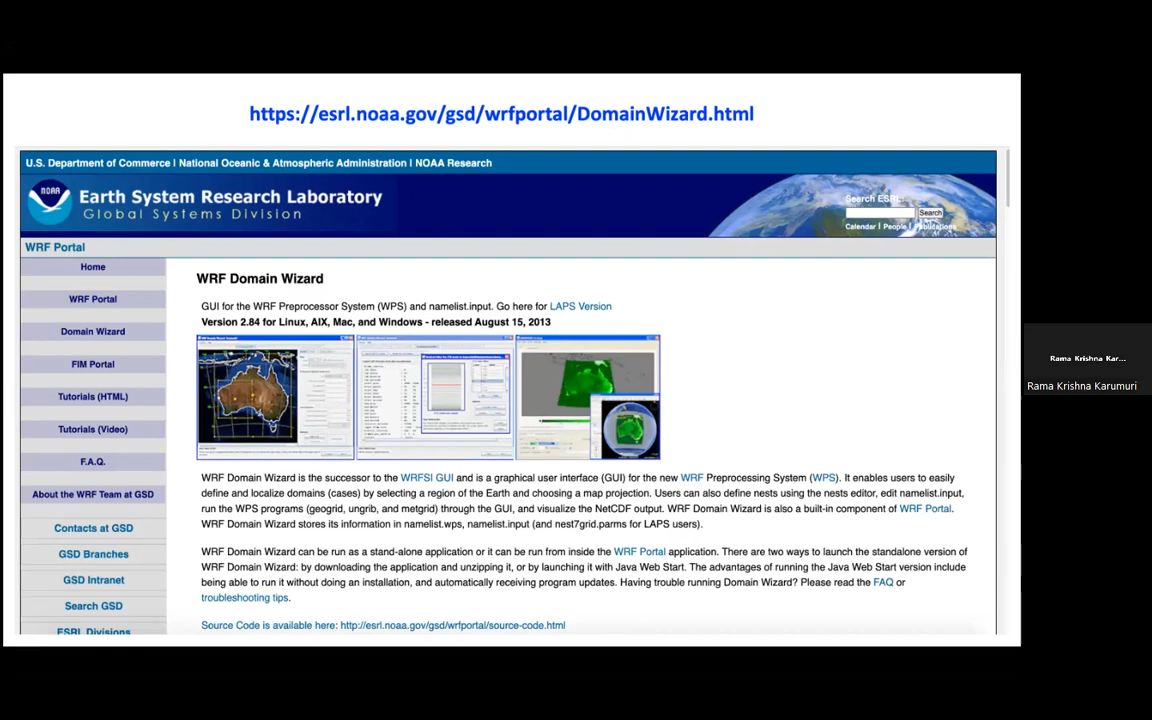 https://esrl.noaa.gov/gsd/wrfportal/DomainWizard.html
U.S. Department of Commerce | National Oceanic & Atmospheric Administration | NOAA Research
NOAA
Earth System Research Laboratory
Global Systems Division
Search ESRL:
Search
Calendar | People | Publications
WRF Portal
Home
WRF Portal
Domain Wizard
FIM Portal
Tutorials (HTML)
Tutorials (Video)
F.A.Q.
About the WRF Team at GSD
Contacts at GSD
GSD Branches
GSD Intranet
Search GSD
ESRL Divisions
WRF Domain Wizard
GUI for the WRF Preprocessor System (WPS) and namelist.input. Go here for LAPS Version
Version 2.84 for Linux, AIX, Mac, and Windows - released August 15, 2013
WRF Domain Wizard is the successor to the WRFSI GUI and is a graphical user interface (GUI) for the new WRF Preprocessing System (WPS). It enables users to easily
define and localize domains (cases) by selecting a region of the Earth and choosing a map projection. Users can also define nests using the nests editor, edit namelist.input,
run the WPS programs (geogrid, ungrib, and metgrid) through the GUI, and visualize the NetCDF output. WRF Domain Wizard is also a built-in component of WRF Portal.
WRF Domain Wizard stores its information in namelist.wps, namelist.input (and nest7grid.parms for LAPS users).
WRF Domain Wizard can be run as a stand-alone application or it can be run from inside the WRF Portal application. There are two ways to launch the standalone version of
WRF Domain Wizard: by downloading the application and unzipping it, or by launching it with Java Web Start. The advantages of running the Java Web Start version include
being able to run it without doing an installation, and automatically receiving program updates. Having trouble running Domain Wizard? Please read the FAQ or
troubleshooting tips.
Source Code is available here: http://esrl.noaa.gov/gsd/wrfportal/source-code.html
Rama Krishna Kar...
Rama Krishna Karumuri